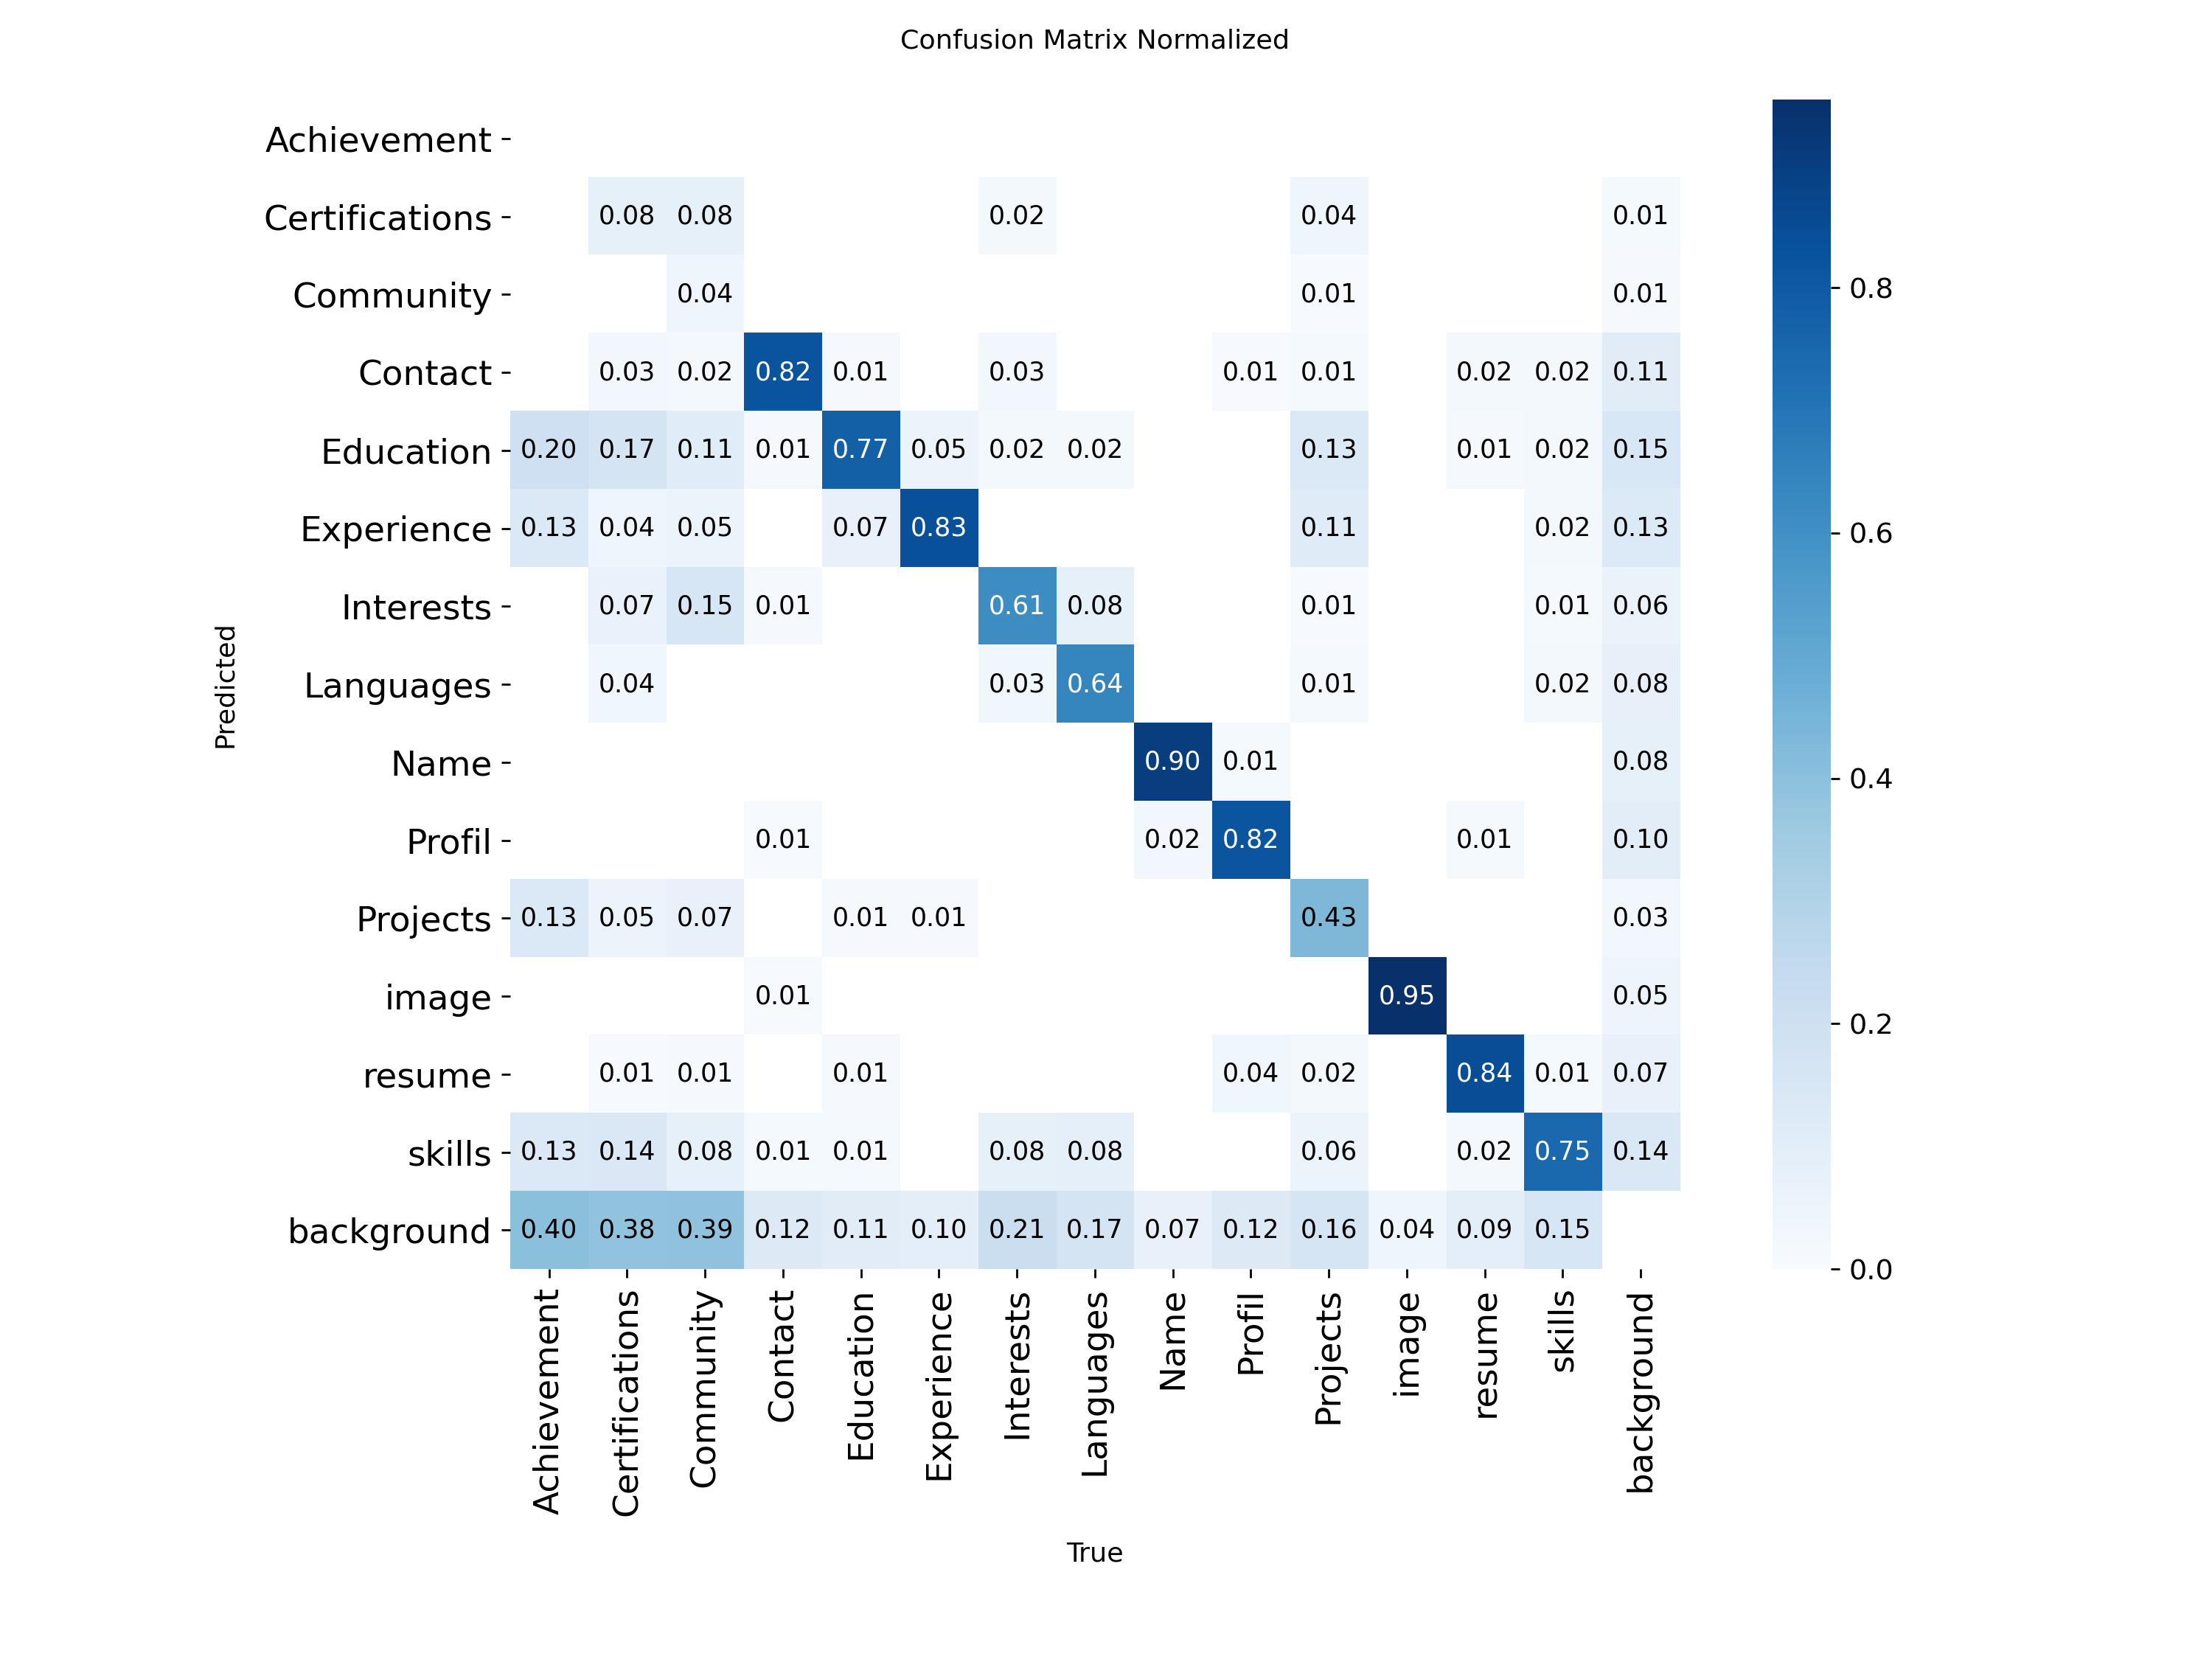 Confusion Matrix Normalized
Achievement
Certifications 0.08 0.08 0.02 0.04 0.01
Community 0.04 0.01 0.01
Contact 0.03 0.02 0.82 0.01 0.03 0.01 0.01 0.02 0.02 0.11
Education 0.20 0.17 0.11 0.01 0.77 0.05 0.02 0.02 0.13 0.01 0.02 0.15
Experience 0.13 0.04 0.05 0.07 0.83 0.11 0.02 0.13
Interests 0.07 0.15 0.01 0.61 0.08 0.01 0.01 0.06
Languages 0.04 0.03 0.64 0.01 0.02 0.08
Name 0.90 0.01 0.08
Profil 0.01 0.02 0.82 0.01 0.10
Projects 0.13 0.05 0.07 0.01 0.01 0.43 0.03
image 0.01 0.95 0.05
resume 0.01 0.01 0.01 0.04 0.02 0.84 0.01 0.07
skills 0.13 0.14 0.08 0.01 0.01 0.08 0.08 0.06 0.02 0.75 0.14
background 0.40 0.38 0.39 0.12 0.11 0.10 0.21 0.17 0.07 0.12 0.16 0.04 0.09 0.15
Achievement Certifications Community Contact Education Experience Interests Languages Name Profil Projects image resume skills background
True
Predicted
0.8
0.6
0.4
0.2
0.0